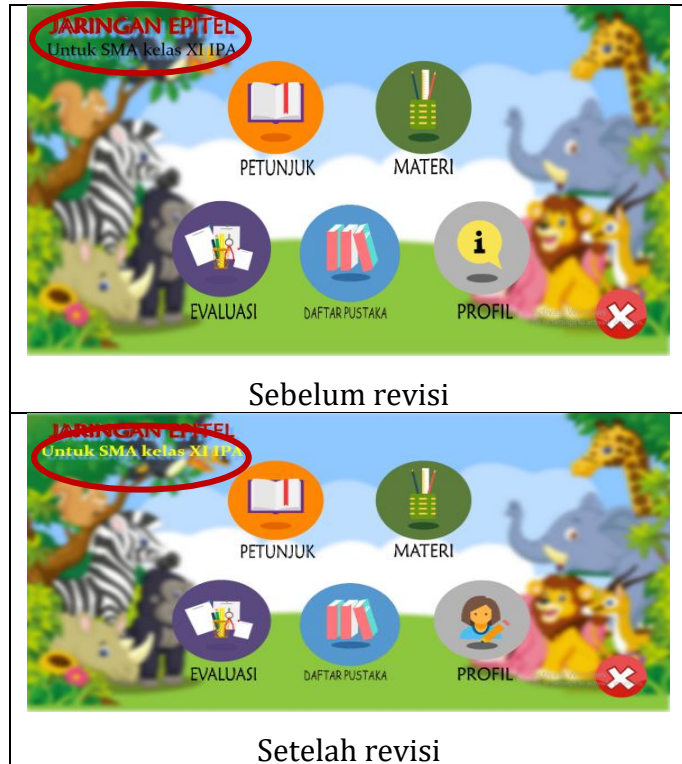 JARINGAN EPITEL
Untuk SMA kelas XI IPA
PETUNJUK
MATERI
i
EVALUASI
DAFTAR PUSTAKA
PROFIL
Sebelum revisi
JARINGAN EPITEL
Untuk SMA kelas XI IPA
PETUNJUK
MATERI
EVALUASI
DAFTAR PUSTAKA
PROFIL
Setelah revisi